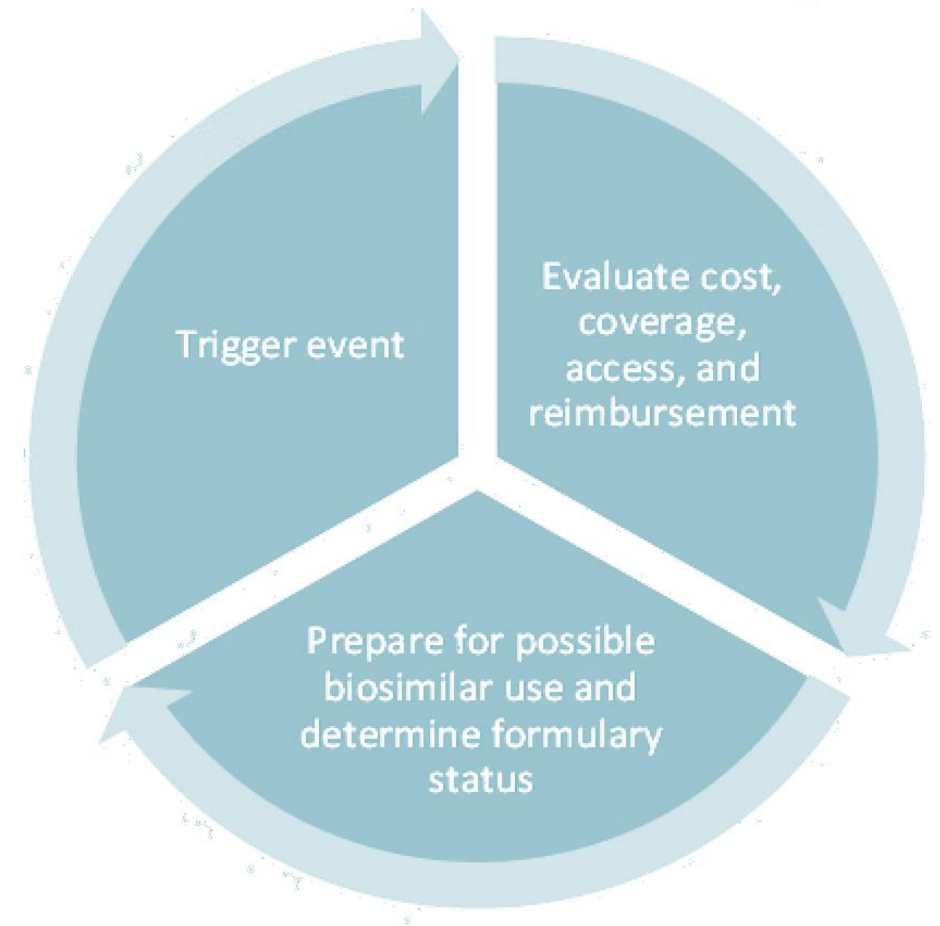 Trigger event
Evaluate cost,
coverage,
access, and
reimbursement
Prepare for possible
biosimilar use and
determine formulary
status